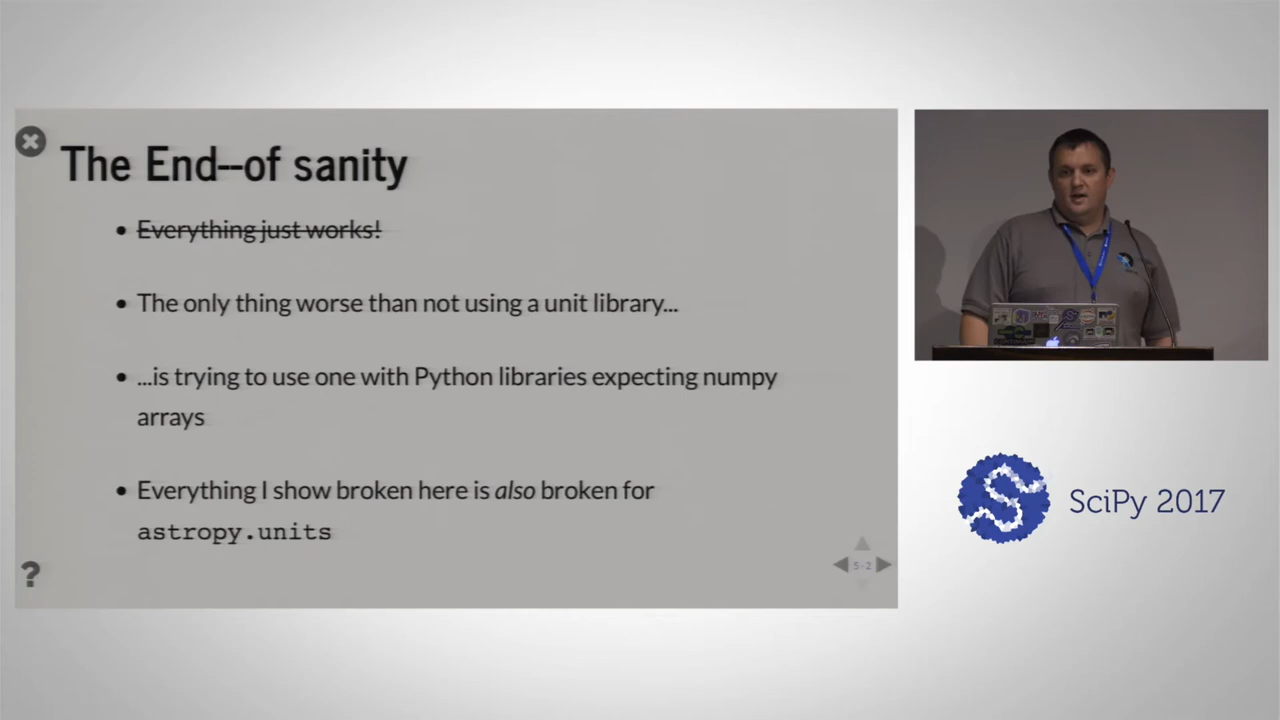 The End--of sanity
• Everything just works!
• The only thing worse than not using a unit library...
• ...is trying to use one with Python libraries expecting numpy
arrays
• Everything I show broken here is also broken for
astropy.units
?
5-2
SciPy 2017